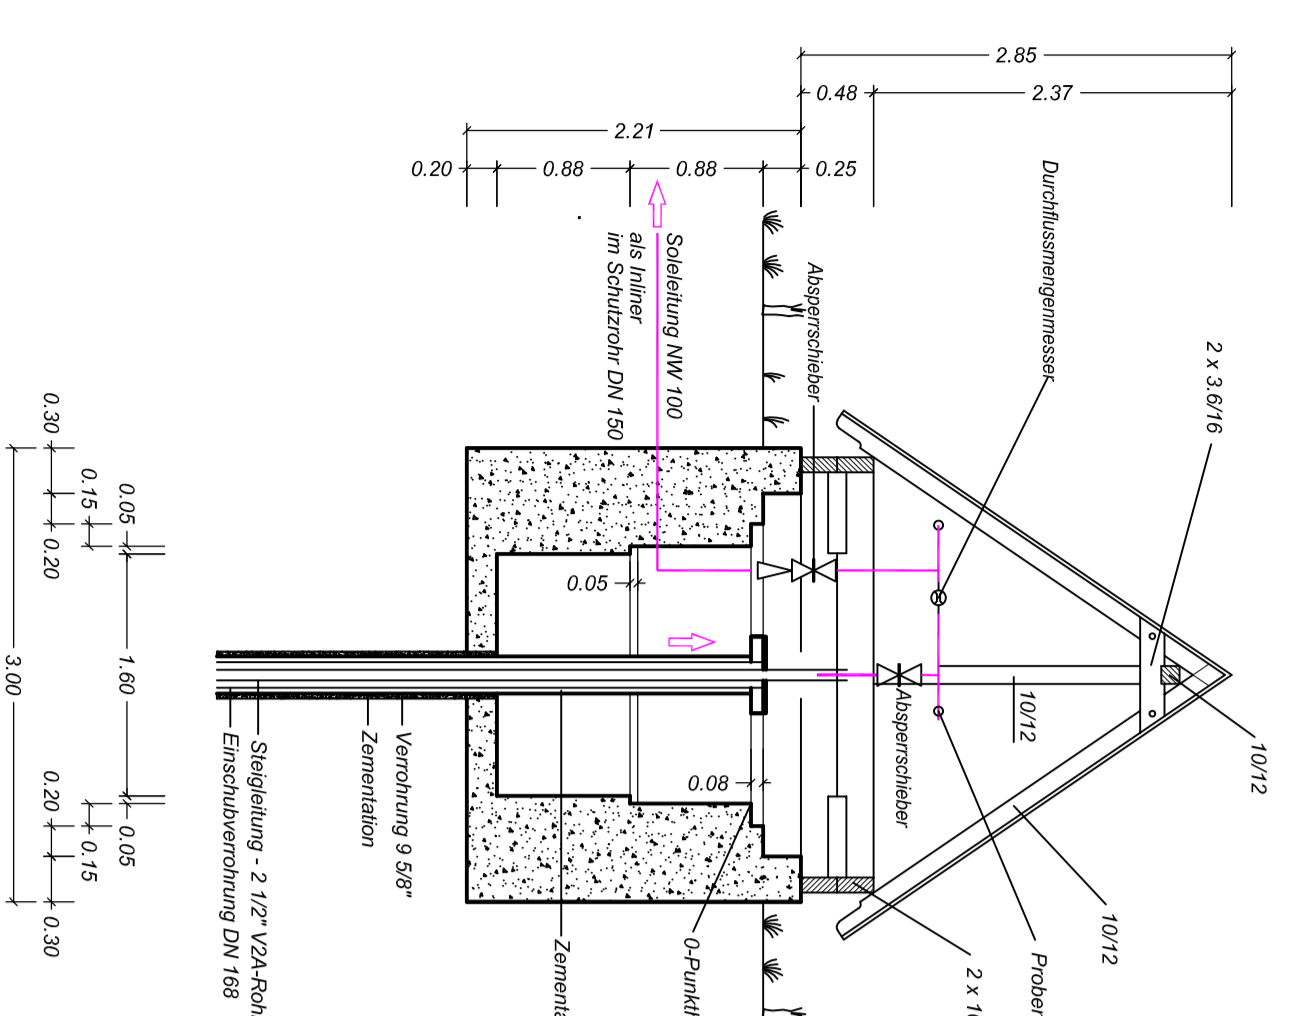 2.85
0.48
2.37
2.21
0.20
0.88
0.88
0.25
Durchflussmengenmesser
Absperrschieber
Soleleitung NW 100
als Inliner
im Schutzrohr DN 150
2 x 3.6/16
10/12
10/12
10/12
Absperrschieber
0.05
0.08
0.30
0.20
0.15
0.05
3.00
1.60
0.20
0.15
0.05
0.30
Verrohrung 9 5/8"
Zementation
Steigleitung - 2 1/2" V2A-Roh
Einschubverrohrung DN 168
Zementa
0-Punkt
Prober
2 x 1